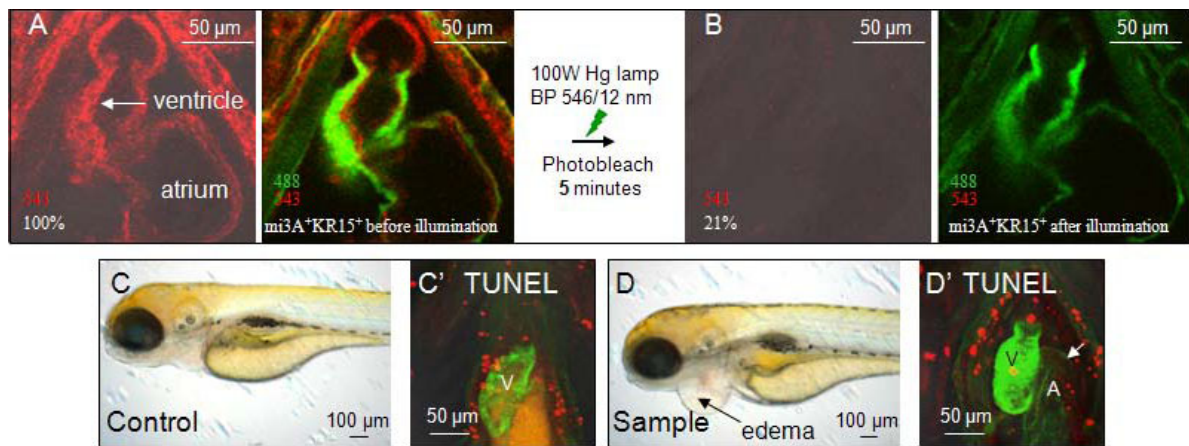 A
50 µm
ventricle
atrium
543
100%
50 µm
488
543
mi3A⁺KR15⁺ before illumination
100W Hg lamp
BP 546/12 nm
Photobleach
5 minutes
B
50 µm
543
21%
50 µm
488
543
mi3A⁺KR15⁺ after illumination
C
Control
100 µm
C' TUNEL
V
50 µm
D
Sample
edema
100 µm
D' TUNEL
V
A
50 µm